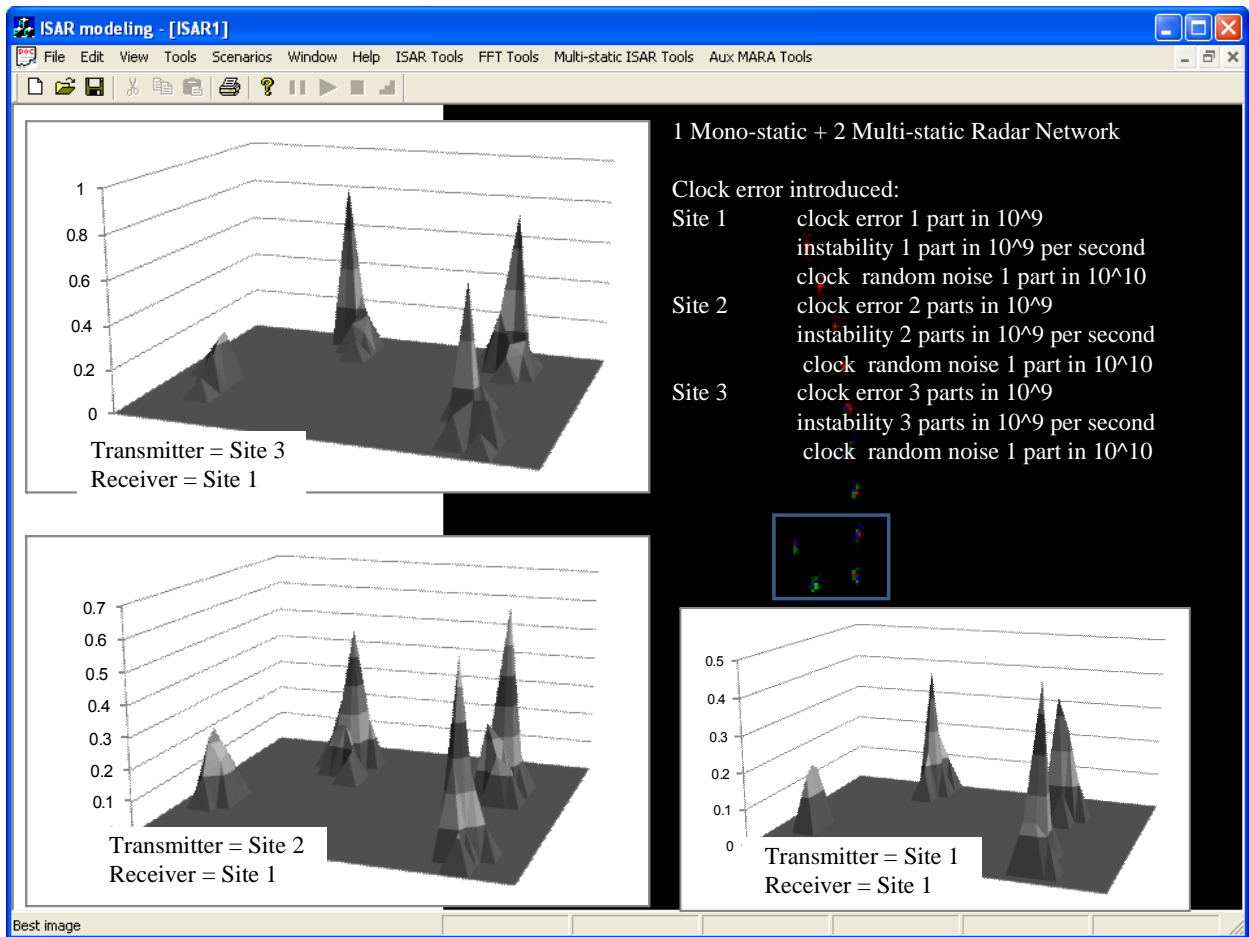 ISAR modeling - [ISAR1]
DOC File Edit View Tools Scenarios Window Help ISAR Tools FFT Tools Multi-static ISAR Tools Aux MARA Tools
1
0.8
0.6
0.4
0.2
0
Transmitter = Site 3
Receiver = Site 1
1 Mono-static + 2 Multi-static Radar Network
Clock error introduced:
Site 1 clock error 1 part in 10^9
instability 1 part in 10^9 per second
clock random noise 1 part in 10^10
Site 2 clock error 2 parts in 10^9
instability 2 parts in 10^9 per second
clock random noise 1 part in 10^10
Site 3 clock error 3 parts in 10^9
instability 3 parts in 10^9 per second
clock random noise 1 part in 10^10
0.7
0.6
0.5
0.4
0.3
0.2
0.1
Transmitter = Site 2
Receiver = Site 1
0.5
0.4
0.3
0.2
0.1
0
Transmitter = Site 1
Receiver = Site 1
Best image